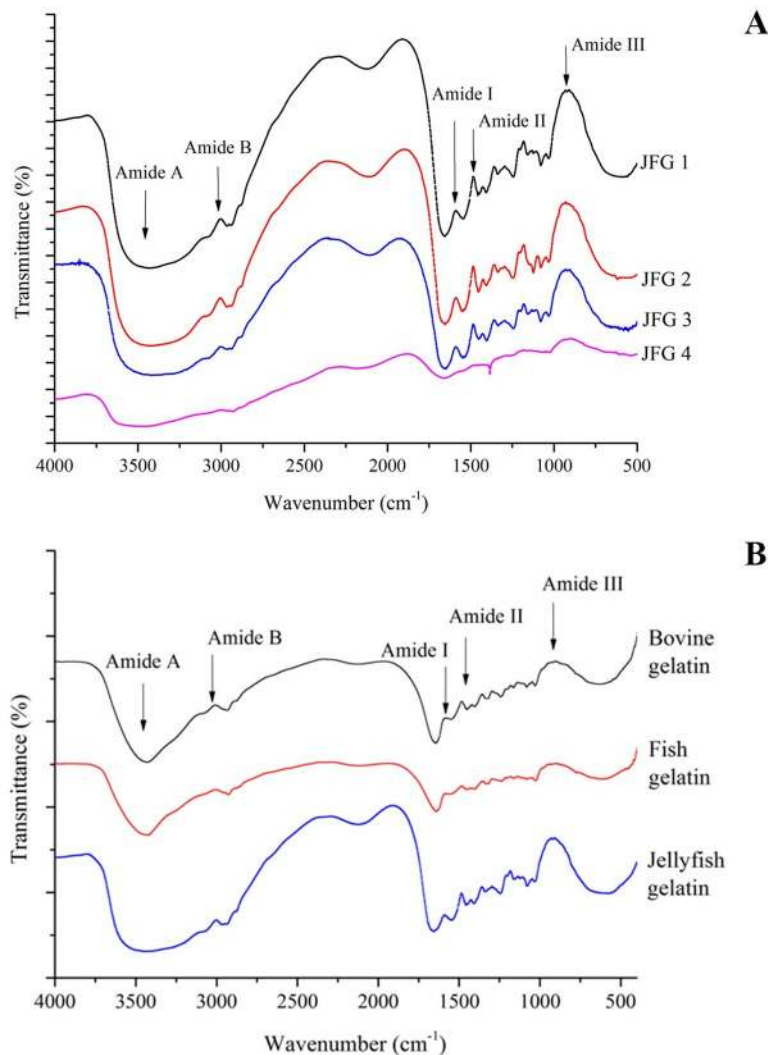 A
Amide III
Amide I
Amide II
Amide B
Amide A
JFG 1
JFG 2
JFG 3
JFG 4
Transmittance (%)
4000 3500 3000 2500 2000 1500 1000 500
Wavenumber (cm-1)
B
Amide III
Amide II
Amide B
Amide I
Amide A
Bovine
gelatin
Fish
gelatin
Jellyfish
gelatin
Transmittance (%)
4000 3500 3000 2500 2000 1500 1000 500
Wavenumber (cm-1)